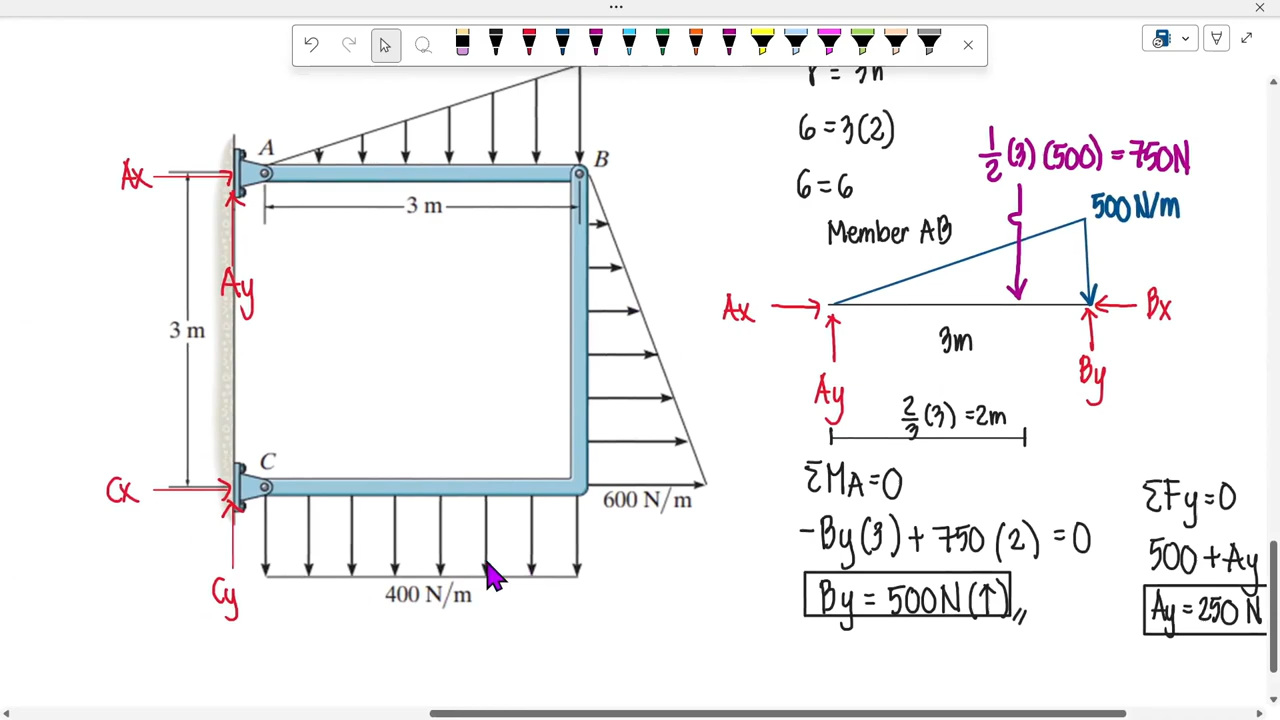 A
B
Ax
3 m
Ay
3 m
C
Cx
600 N/m
400 N/m
Cy
6 = 3(2)
6 = 6
1/2 (3) (500) = 750N
500 N/m
Member AB
Ax
Bx
3m
Ay
By
2/3 (3) = 2m
ΣMA = 0
-By(3) + 750 (2) = 0
By = 500N (↑)
ΣFy = 0
500 + Ay
Ay = 250 N